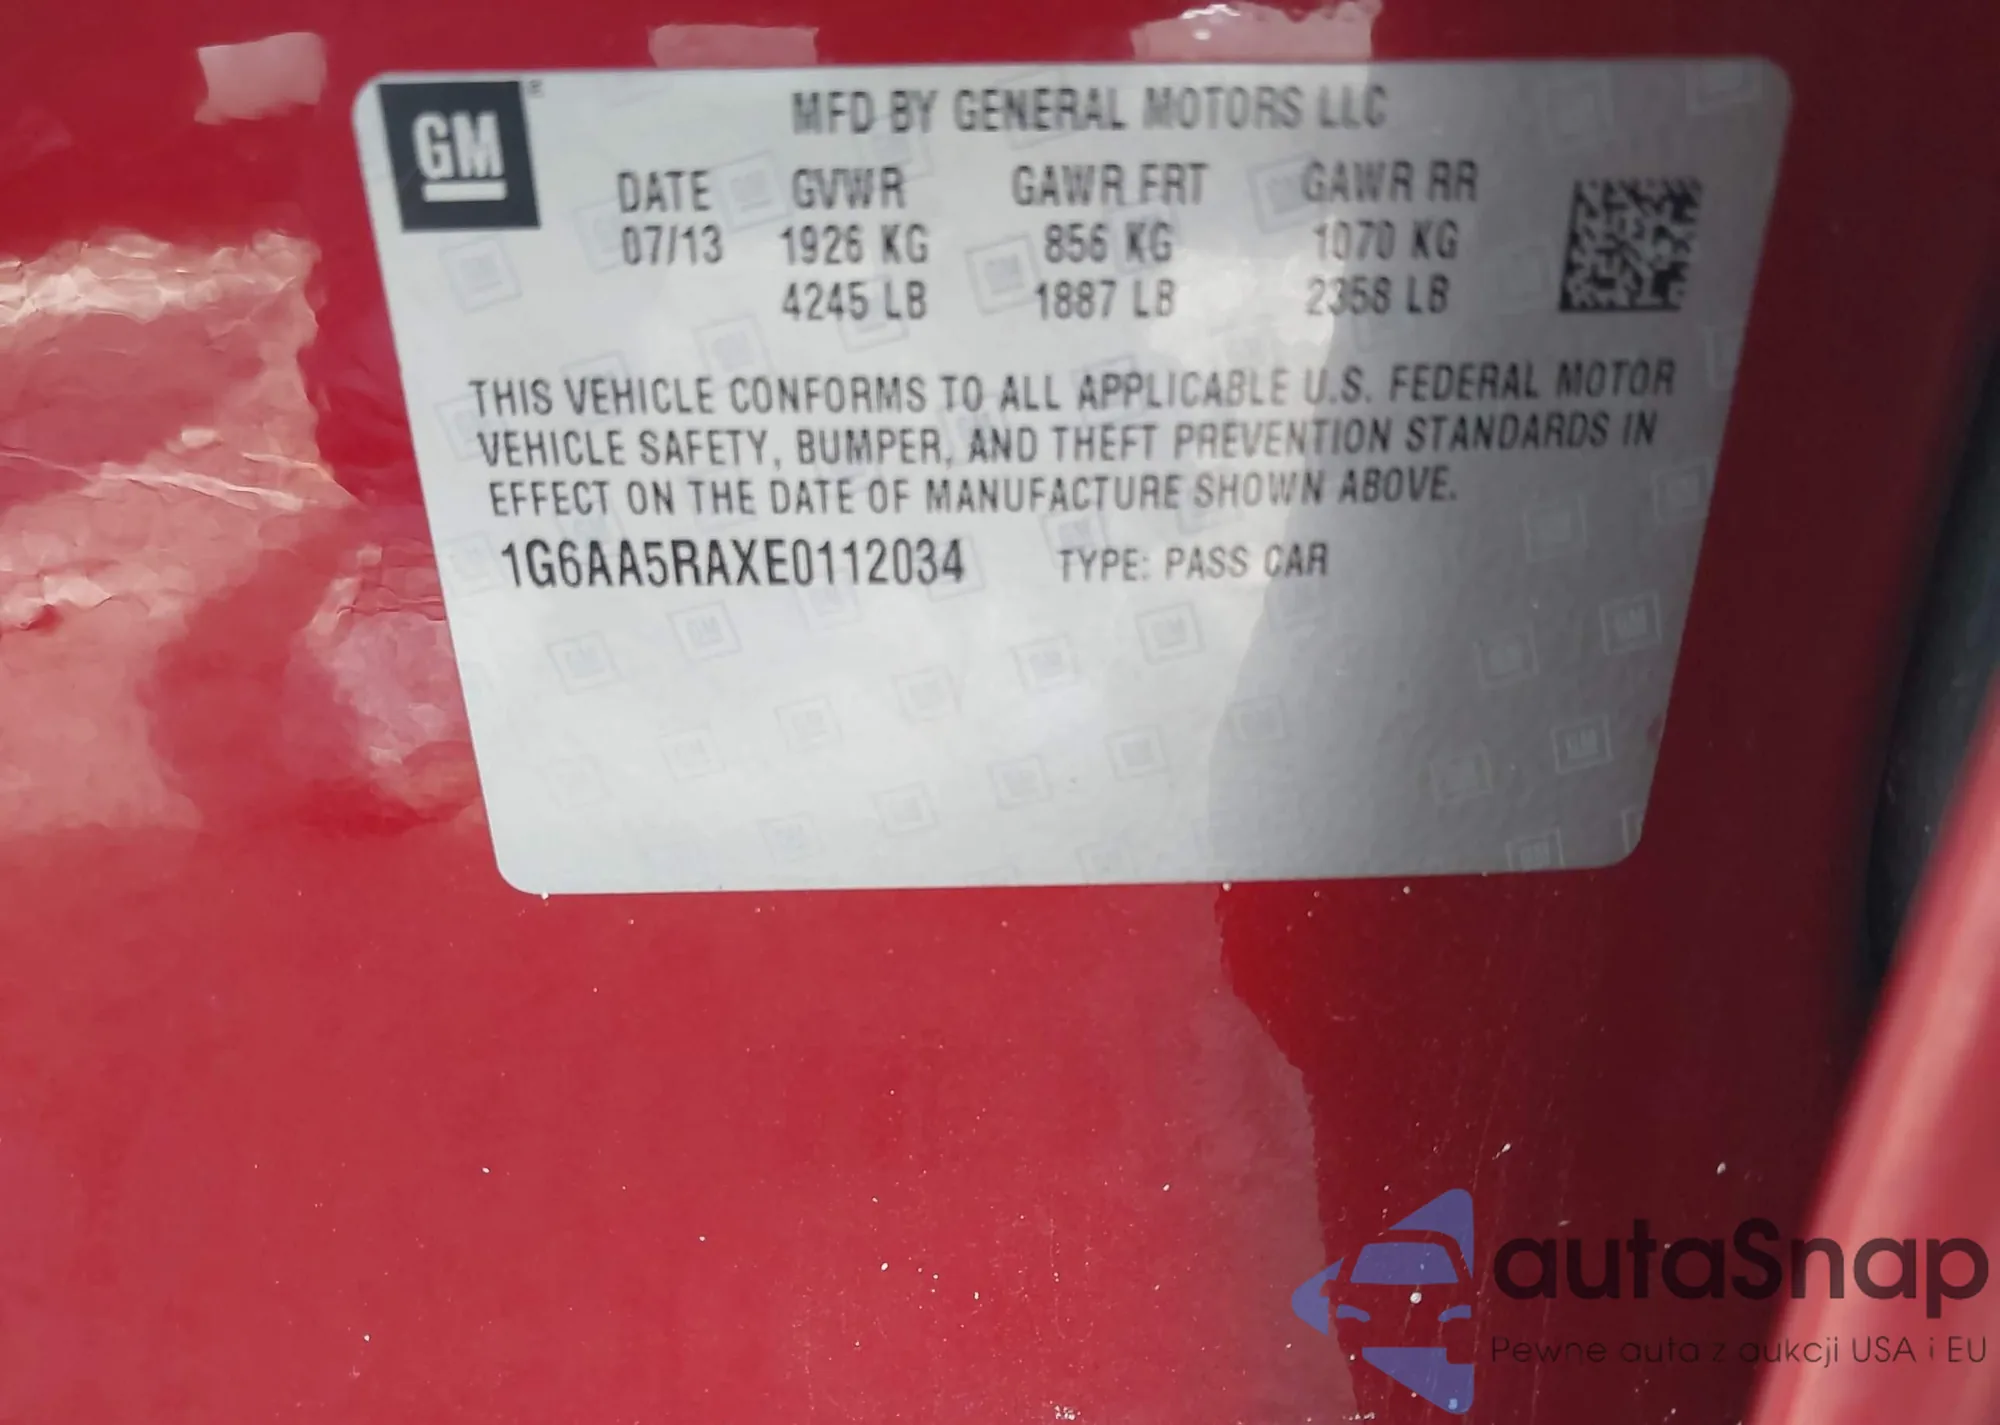 GM
MFD BY GENERAL MOTORS LLC
DATE GVWR GAWR FRT GAWR RR
07/13 1926 KG 856 KG 1070 KG
4245 LB 1887 LB 2358 LB
THIS VEHICLE CONFORMS TO ALL APPLICABLE U.S. FEDERAL MOTOR
VEHICLE SAFETY, BUMPER, AND THEFT PREVENTION STANDARDS IN
EFFECT ON THE DATE OF MANUFACTURE SHOWN ABOVE.
1G6AA5RAXE0112034 TYPE: PASS CAR
autaSnap
Pewne auta z aukcji USA i EU